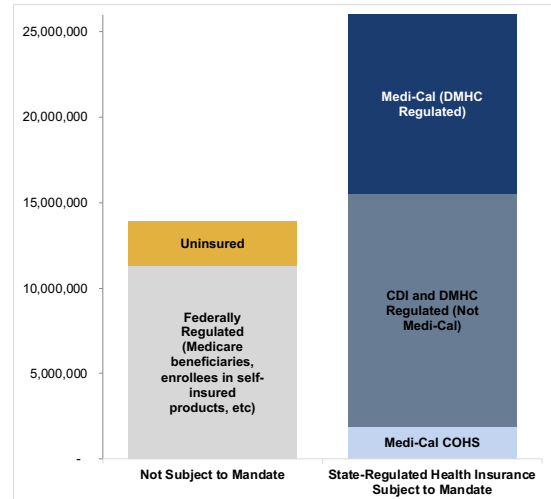 25,000,000
20,000,000
15,000,000
10,000,000
5,000,000
-
Uninsured
Federally
Regulated
(Medicare
beneficiaries,
enrollees in self-
insured
products, etc)
Medi-Cal (DMHC
Regulated)
CDI and DMHC
Regulated (Not
Medi-Cal)
Medi-Cal COHS
Not Subject to Mandate
State-Regulated Health Insurance
Subject to Mandate